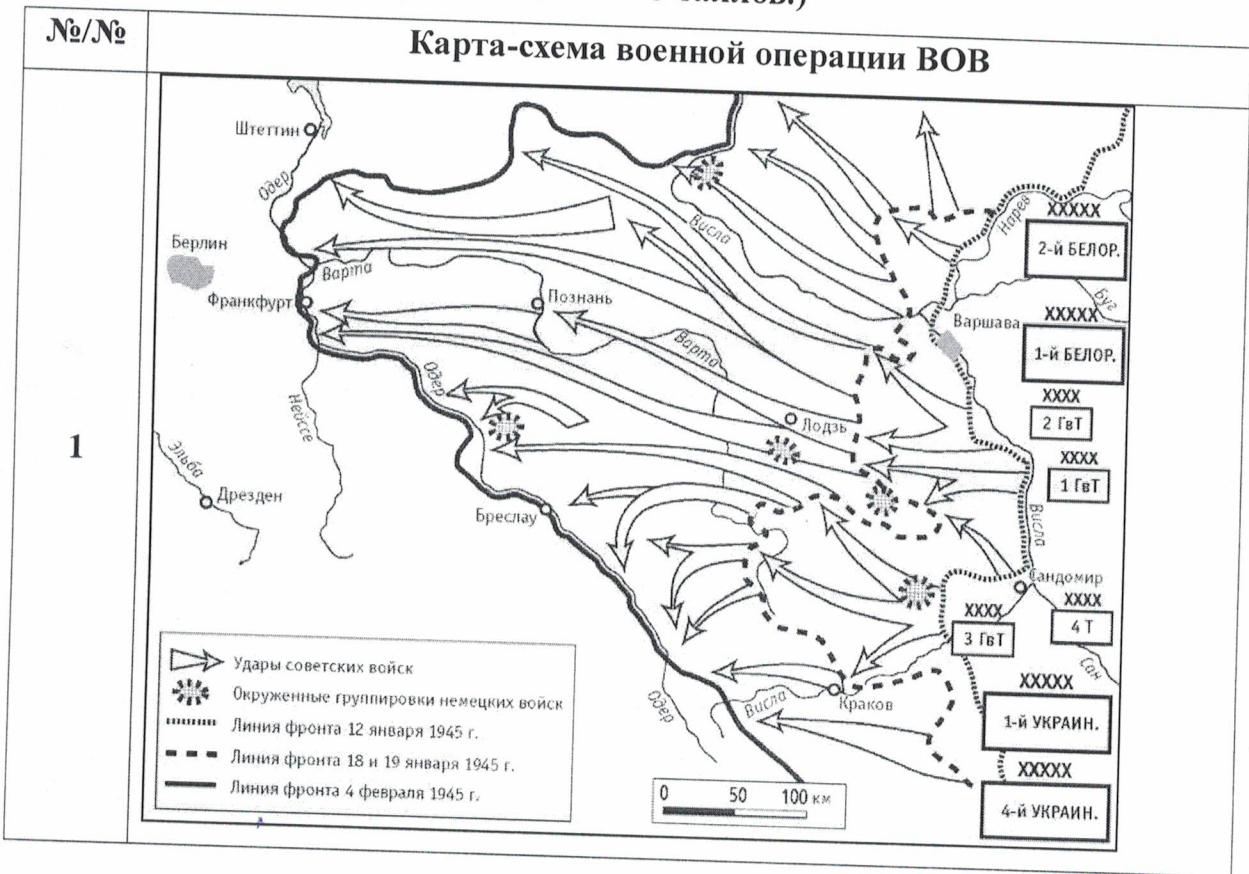 №/№
Карта-схема военной операции ВОВ
1
Штеттин
Одер
Берлин
Варта
Франкфурт
Познань
Висла
Нарев
XXXXX
2-й БЕЛОР.
Буг
Варшава
XXXXX
1-й БЕЛОР.
Варта
Одер
Нейссе
Лодзь
XXXX
2 ГвТ
XXXX
1 ГвТ
Эльба
Дрезден
Бреслау
Висла
Сандомир
XXXX
3 ГвТ
XXXX
4 Т
Сан
Удары советских войск
Окруженные группировки немецких войск
Линия фронта 12 января 1945 г.
Линия фронта 18 и 19 января 1945 г.
Линия фронта 4 февраля 1945 г.
Одер
Висла
Краков
XXXXX
1-й УКРАИН.
XXXXX
4-й УКРАИН.
0 50 100 км